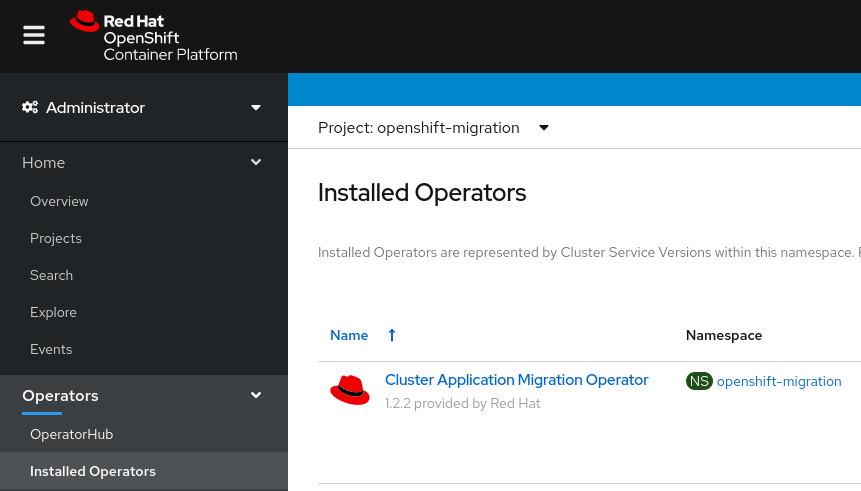 Red Hat
OpenShift
Container Platform
Administrator
Home
Overview
Projects
Search
Explore
Events
Operators
OperatorHub
Installed Operators
Project: openshift-migration
Installed Operators
Installed Operators are represented by Cluster Service Versions within this namespace.
Name
Namespace
Cluster Application Migration Operator
NS openshift-migration
1.2.2 provided by Red Hat